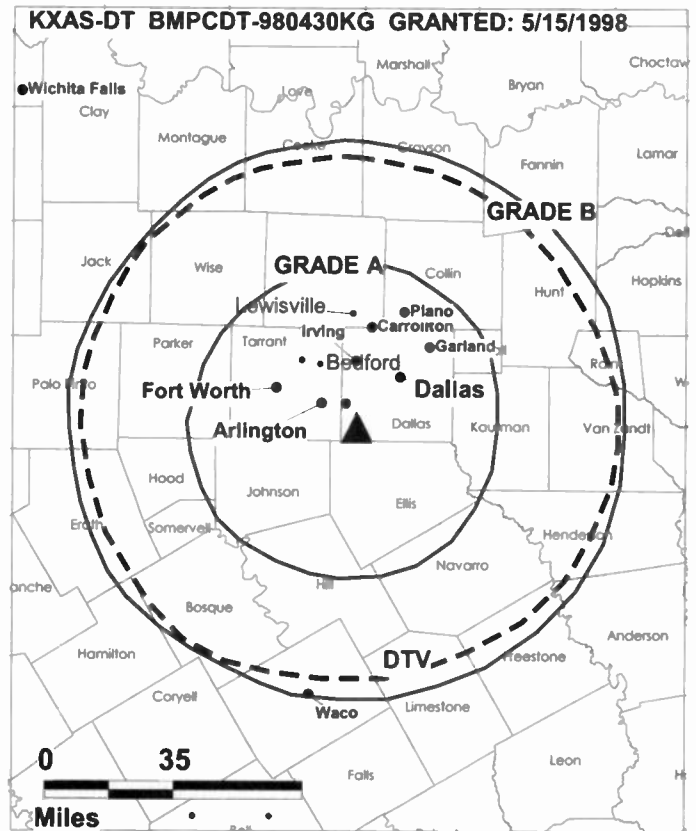 KXAS-DT BMPCDT-980430KG GRANTED: 5/15/1998
Marshall
Choctaw
Wichita Falls
Love
Bryan
Clay
Montague
Cooke
Grayson
Fannin
Lamar
GRADE B
Jack
Wise
GRADE A
Collin
Hunt
Hopkins
Lewisville
Plano
Carrollton
Irving
Parker
Tarrant
Garland
Bedford
Palo Pinto
Fort Worth
Dallas
Arlington
Dallas
Kaufman
Van Zandt
Hood
Johnson
Ellis
Erath
Somervell
Henderson
Navarro
anche
Bosque
Anderson
Hamilton
DTV
Freestone
Coryell
Waco
Limestone
0 35
Leon
Falls
Miles